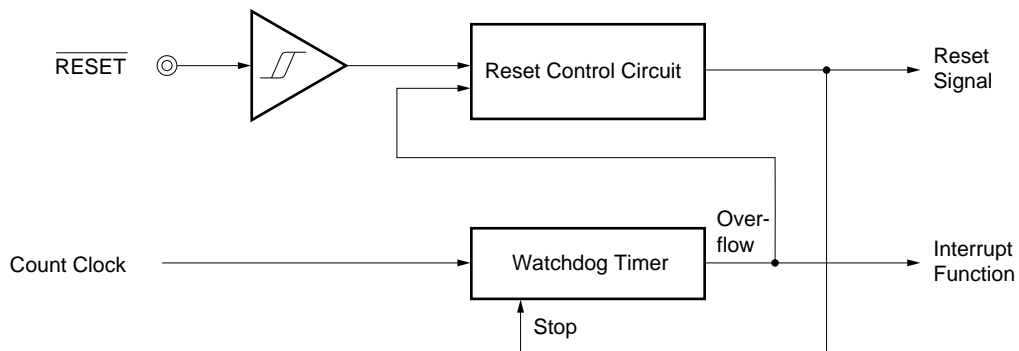 RESET
Reset Control Circuit
Reset
Signal
Over-
flow
Count Clock
Watchdog Timer
Interrupt
Function
Stop